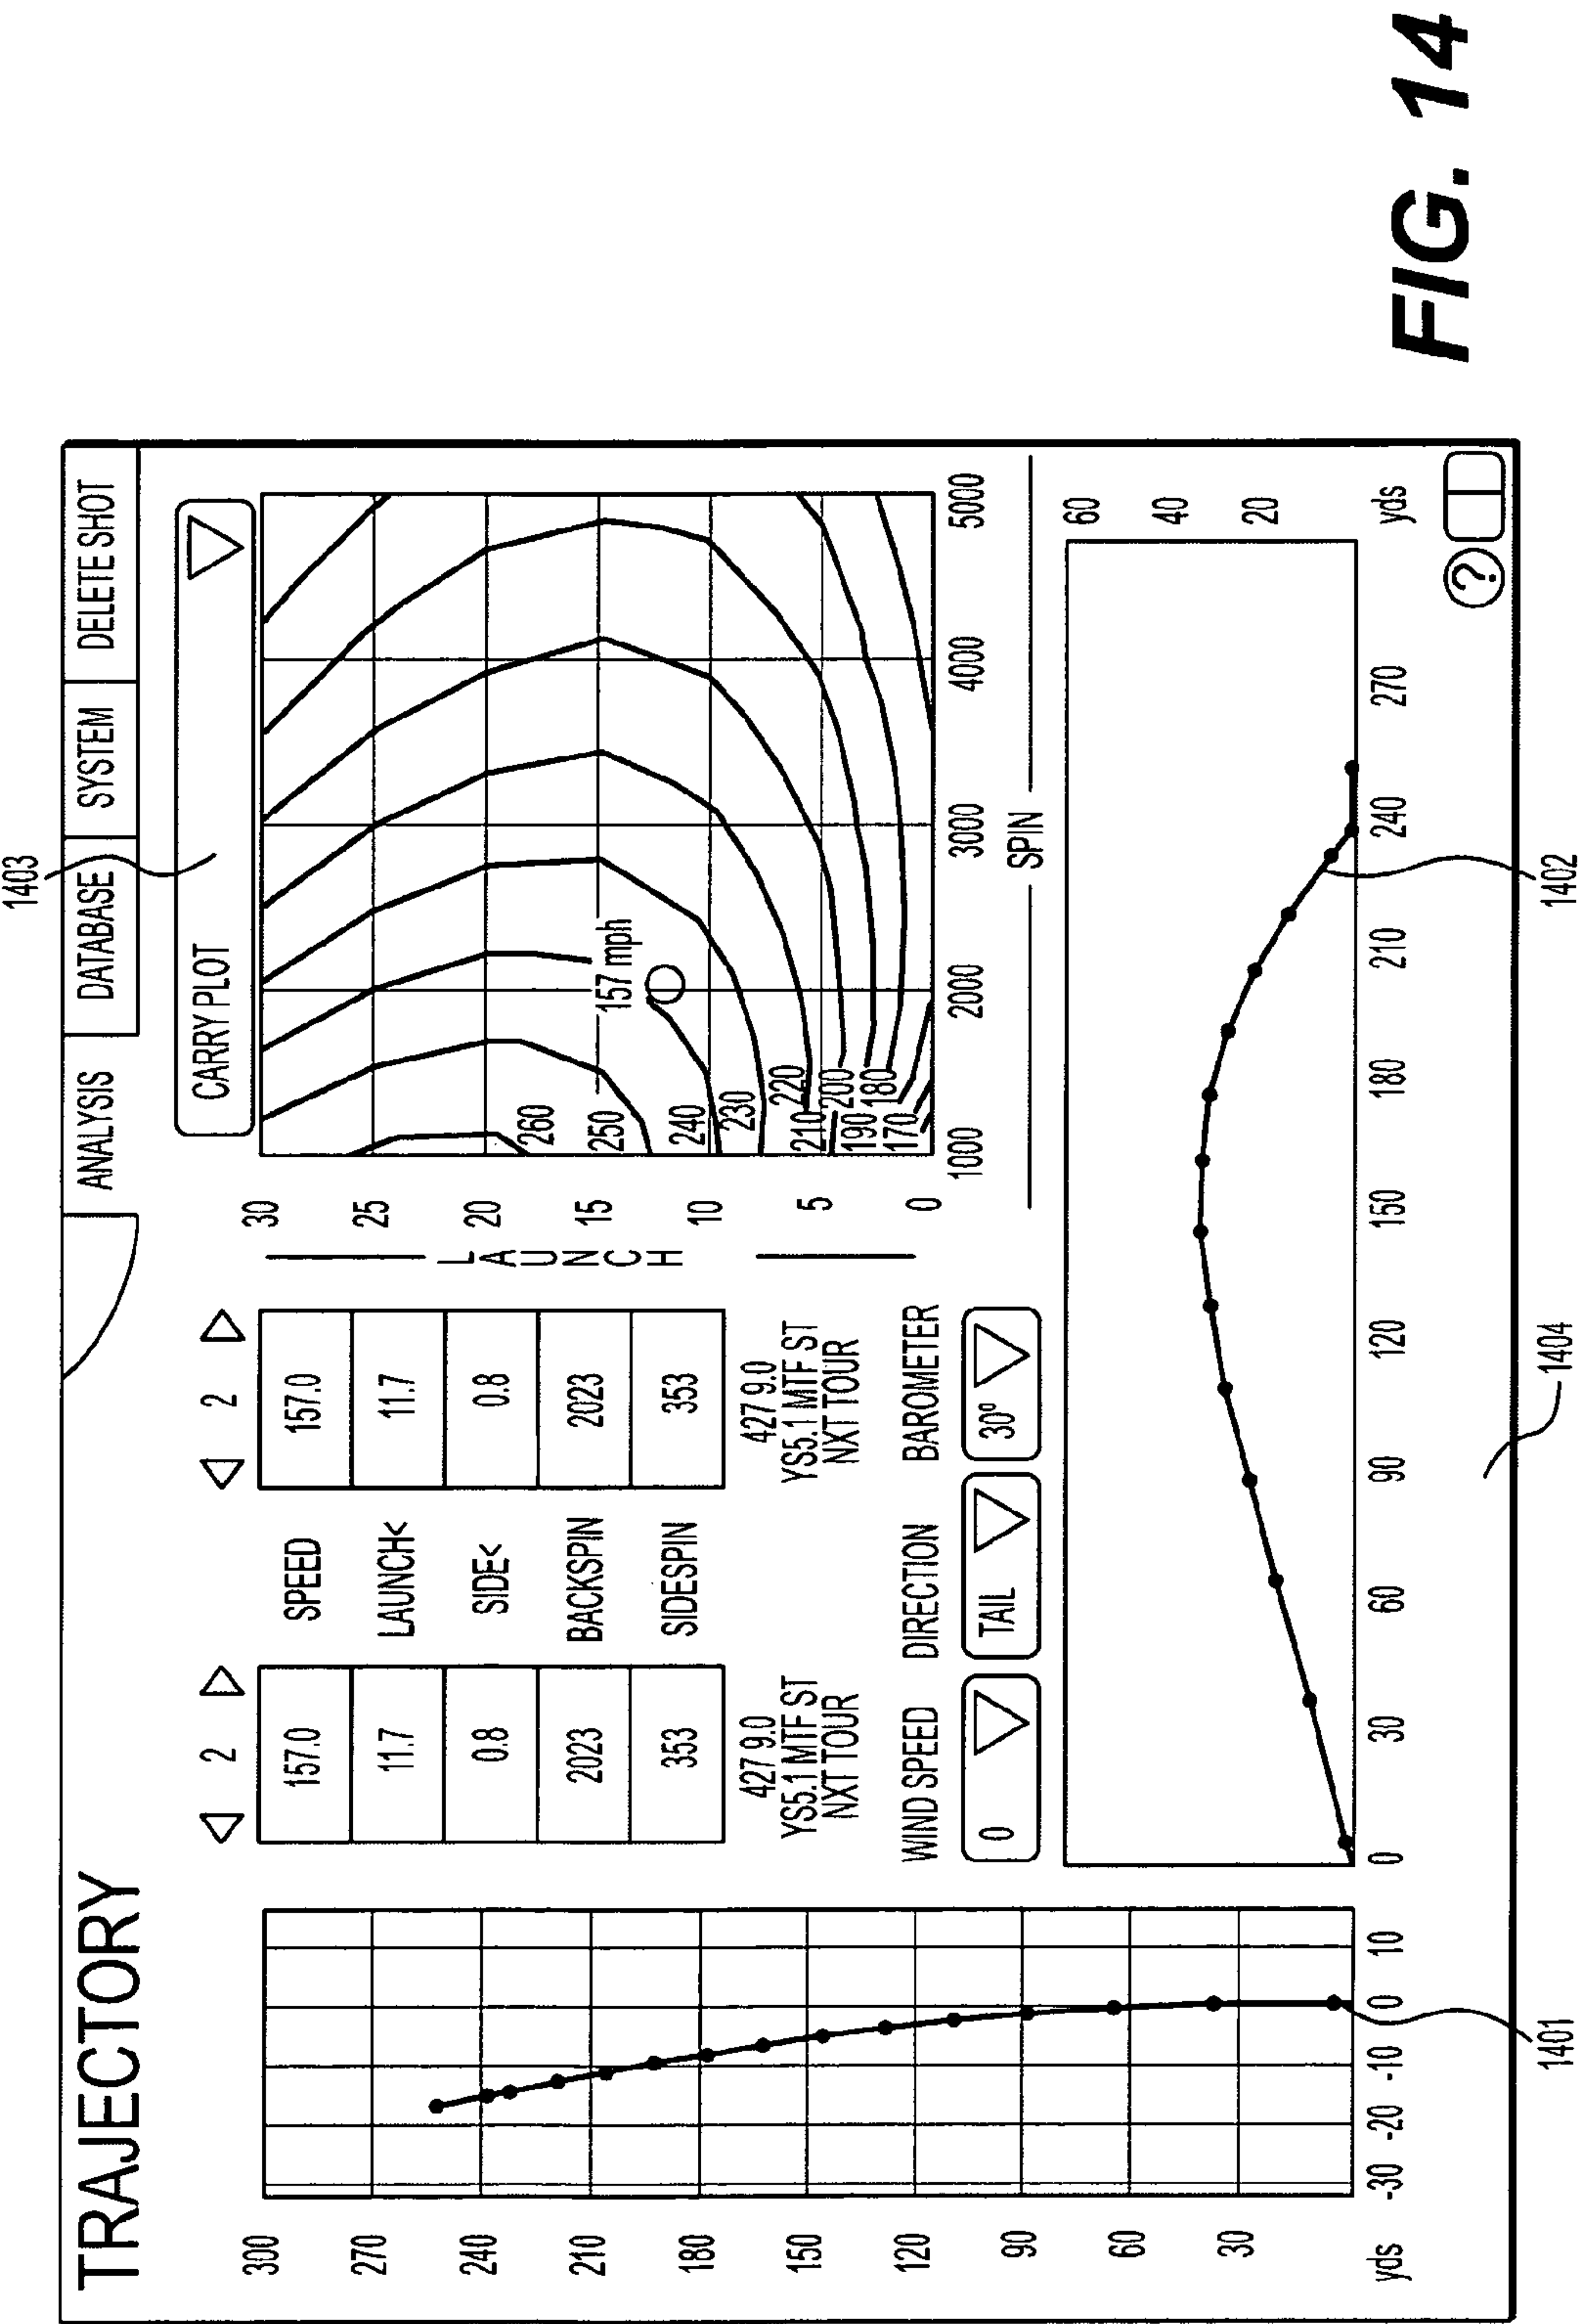 TRAJECTORY
ANALYSIS
DATABASE
SYSTEM
DELETE SHOT
1403
2
2
157.0
SPEED
157.0
11.7
LAUNCH<
11.7
0.8
SIDE<
0.8
2023
BACKSPIN
2023
353
SIDESPIN
353
427 9.0
YS5.1 MTF ST
NXT TOUR
427 9.0
YS5.1 MTF ST
NXT TOUR
WIND SPEED
DIRECTION
BAROMETER
0
TAIL
30°
CARRY PLOT
30
25
20
15
10
5
0
LAUNCH
157 mph
260
250
240
230
220
210
200
190
180
170
1000
2000
3000
4000
5000
SPIN
300
270
240
210
180
150
120
90
60
30
yds
-30
-20
-10
0
10
1401
60
40
20
yds
0
30
60
90
120
150
180
210
240
270
1402
1404
?
FIG. 14